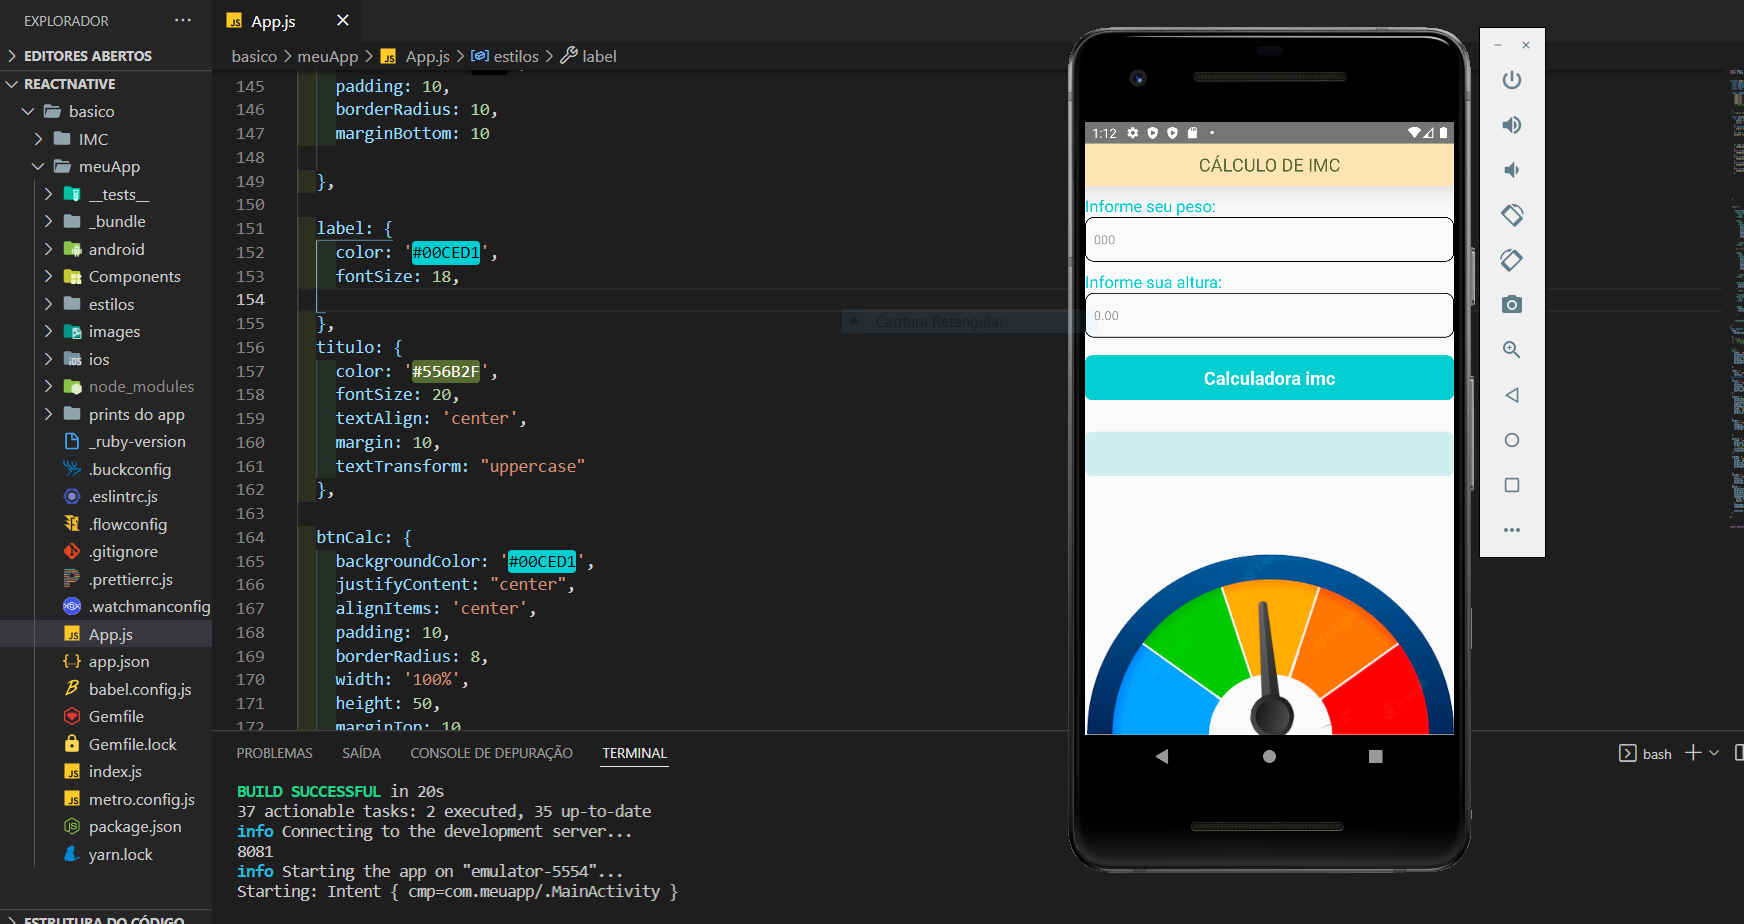 EXPLORADOR ···
EDITORES ABERTOS
REACTNATIVE
basico
IMC
meuApp
__tests__
_bundle
android
Components
estilos
images
ios
node_modules
prints do app
_ruby-version
.buckconfig
.eslintrc.js
.flowconfig
.gitignore
.prettierrc.js
.watchmanconfig
App.js
app.json
babel.config.js
Gemfile
Gemfile.lock
index.js
metro.config.js
package.json
yarn.lock
ESTRUTURA DO CÓDIGO
JS App.js
basico > meuApp > JS App.js > estilos > label
145 padding: 10,
146 borderRadius: 10,
147 marginBottom: 10
148
149 },
150
151 label: {
152 color: '#00CED1',
153 fontSize: 18,
154
155 },
156 titulo: {
157 color: '#556B2F',
158 fontSize: 20,
159 textAlign: 'center',
160 margin: 10,
161 textTransform: "uppercase"
162 },
163
164 btnCalc: {
165 backgroundColor: '#00CED1',
166 justifyContent: "center",
167 alignItems: 'center',
168 padding: 10,
169 borderRadius: 8,
170 width: '100%',
171 height: 50,
172 marginTop: 10
Captura Retangular
PROBLEMAS SAÍDA CONSOLE DE DEPURAÇÃO TERMINAL
bash
BUILD SUCCESSFUL in 20s
37 actionable tasks: 2 executed, 35 up-to-date
info Connecting to the development server...
8081
info Starting the app on "emulator-5554"...
Starting: Intent { cmp=com.meuapp/.MainActivity }
1:12
CÁLCULO DE IMC
Informe seu peso:
000
Informe sua altura:
0.00
Calculadora imc